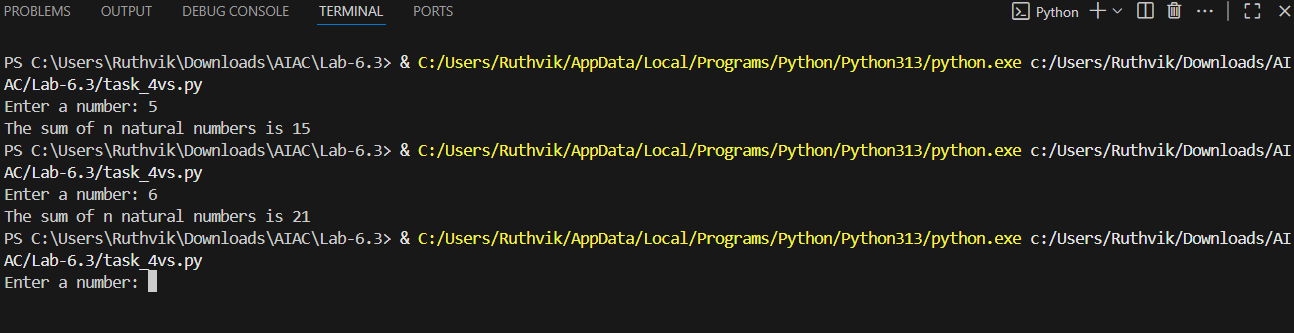 PROBLEMS OUTPUT DEBUG CONSOLE TERMINAL PORTS Python
PS C:\Users\Ruthvik\Downloads\AIAC\Lab-6.3> & C:/Users/Ruthvik/AppData/Local/Programs/Python/Python313/python.exe c:/Users/Ruthvik/Downloads/AI
AC/Lab-6.3/task_4vs.py
Enter a number: 5
The sum of n natural numbers is 15
PS C:\Users\Ruthvik\Downloads\AIAC\Lab-6.3> & C:/Users/Ruthvik/AppData/Local/Programs/Python/Python313/python.exe c:/Users/Ruthvik/Downloads/AI
AC/Lab-6.3/task_4vs.py
Enter a number: 6
The sum of n natural numbers is 21
PS C:\Users\Ruthvik\Downloads\AIAC\Lab-6.3> & C:/Users/Ruthvik/AppData/Local/Programs/Python/Python313/python.exe c:/Users/Ruthvik/Downloads/AI
AC/Lab-6.3/task_4vs.py
Enter a number: